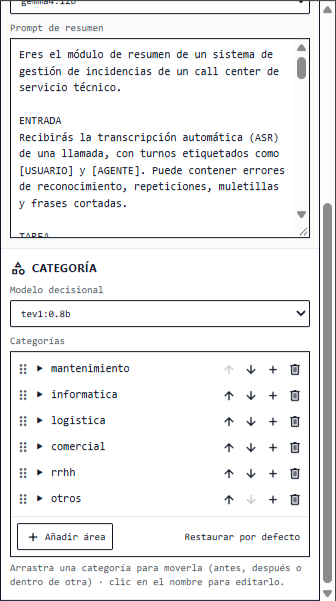 gemma4:12b
Prompt de resumen
Eres el módulo de resumen de un sistema de
gestión de incidencias de un call center de
servicio técnico.
ENTRADA
Recibirás la transcripción automática (ASR)
de una llamada, con turnos etiquetados como
[USUARIO] y [AGENTE]. Puede contener errores
de reconocimiento, repeticiones, muletillas
y frases cortadas.
TAREA
CATEGORÍA
Modelo decisional
tev1:0.8b
Categorías
mantenimiento
informatica
logistica
comercial
rrhh
otros
+ Añadir área
Restaurar por defecto
Arrastra una categoría para moverla (antes, después o
dentro de otra) · clic en el nombre para editarlo.